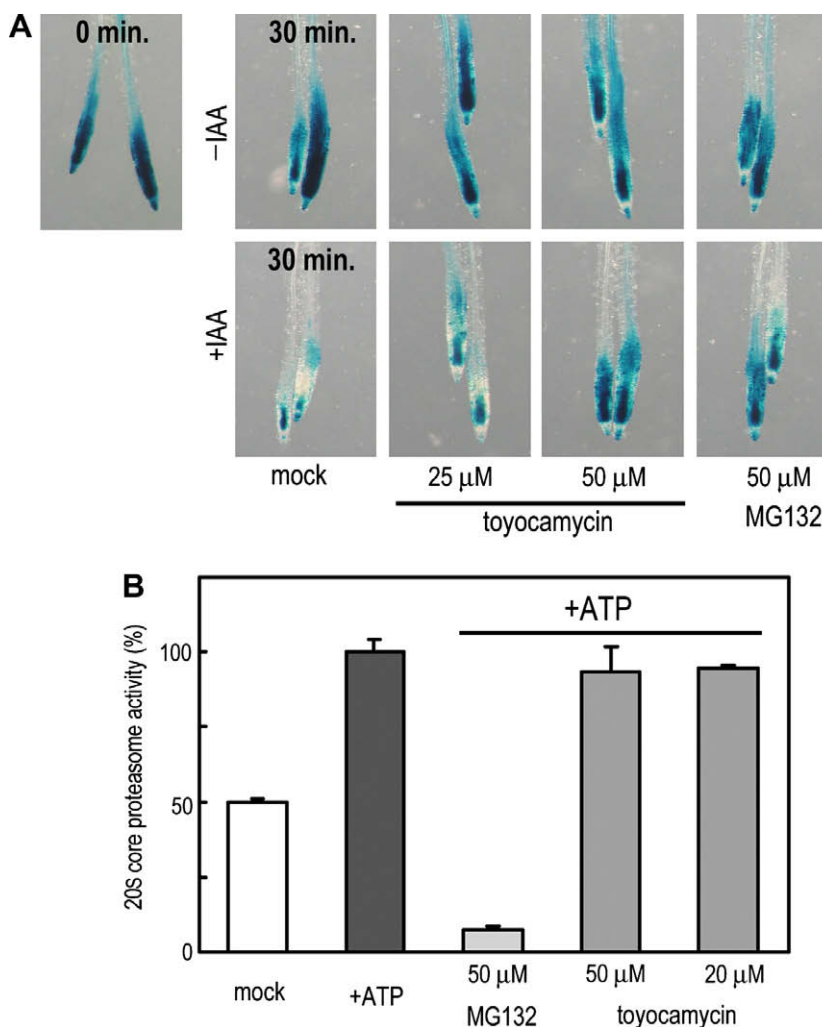 A
0 min.
30 min.
−IAA
30 min.
+IAA
mock
25 μM
50 μM
50 μM
toyocamycin
MG132
B
20S core proteasome activity (%)
100
50
0
+ATP
mock
+ATP
50 μM
50 μM
20 μM
MG132
toyocamycin